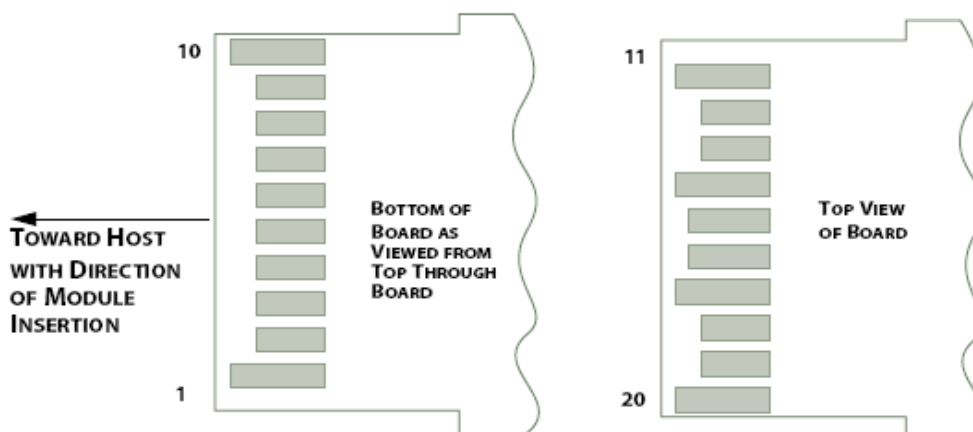 10
TOWARD HOST
WITH DIRECTION
OF MODULE
INSERTION
1
BOTTOM OF
BOARD AS
VIEWED FROM
TOP THROUGH
BOARD
11
TOP VIEW
OF BOARD
20